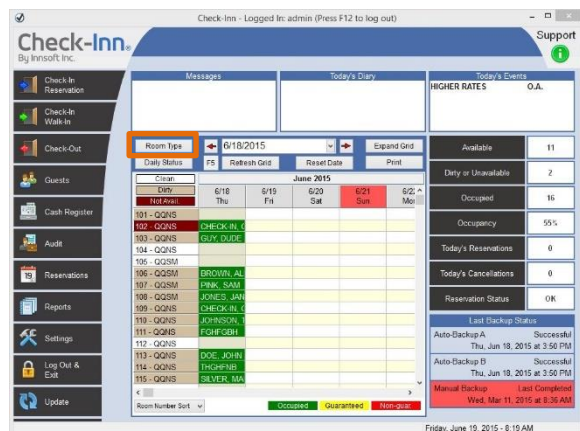 Check-Inn - Logged In: admin (Press F12 to log out)
Check-Inn®
By Innsoft Inc.
Support
Check-In
Reservation
Check-In
Walk-In
Check-Out
Guests
Cash Register
Audit
19
Reservations
Reports
Settings
Log Out &
Exit
Update
Messages
Today's Diary
Today's Events
HIGHER RATES O.A.
Room Type
6/18/2015
Expand Grid
Daily Status
F5
Refresh Grid
Reset Date
Print
Clean
Dirty
Not Avail.
June 2015
6/18 6/19 6/20 6/21 6/22
Thu Fri Sat Sun Mo
101 - QQNS
102 - QQNS CHECK-IN, C
103 - QQNS GUY, DUDE
104 - QQNS
105 - QQSM
106 - QQSM BROWN, AL
107 - QQSM PINK, SAM
108 - QQSM JONES, JAN
109 - QQNS CHECK-IN, C
110 - QQNS JOHNSON, T
111 - QQNS FGHFGBH
112 - QQNS
113 - QQNS DOE, JOHN
114 - QQNS THGHFNB
115 - QQNS SILVER, MA
Room Number Sort
Occupied Guaranteed Non-guar.
Available 11
Dirty or Unavailable 2
Occupied 16
Occupancy 55%
Today's Reservations 0
Today's Cancellations 0
Reservation Status OK
Last Backup Status
Auto-Backup A Successful
Thu, Jun 18, 2015 at 3:50 PM
Auto-Backup B Successful
Thu, Jun 18, 2015 at 3:50 PM
Manual Backup Last Completed
Wed, Mar 11, 2015 at 8:36 AM
Friday, June 19, 2015 - 8:19 AM